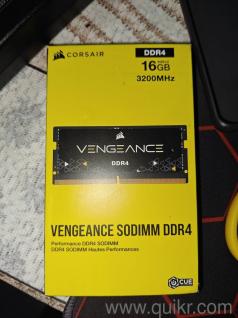 CORSAIR
DDR4
16GB
3200MHz
VENGEANCE
DDR4
VENGEANCE SODIMM DDR4
Performance DDR4 SODIMM
DDR4 SODIMM Hautes Performances
iCUE
www.quikr.com